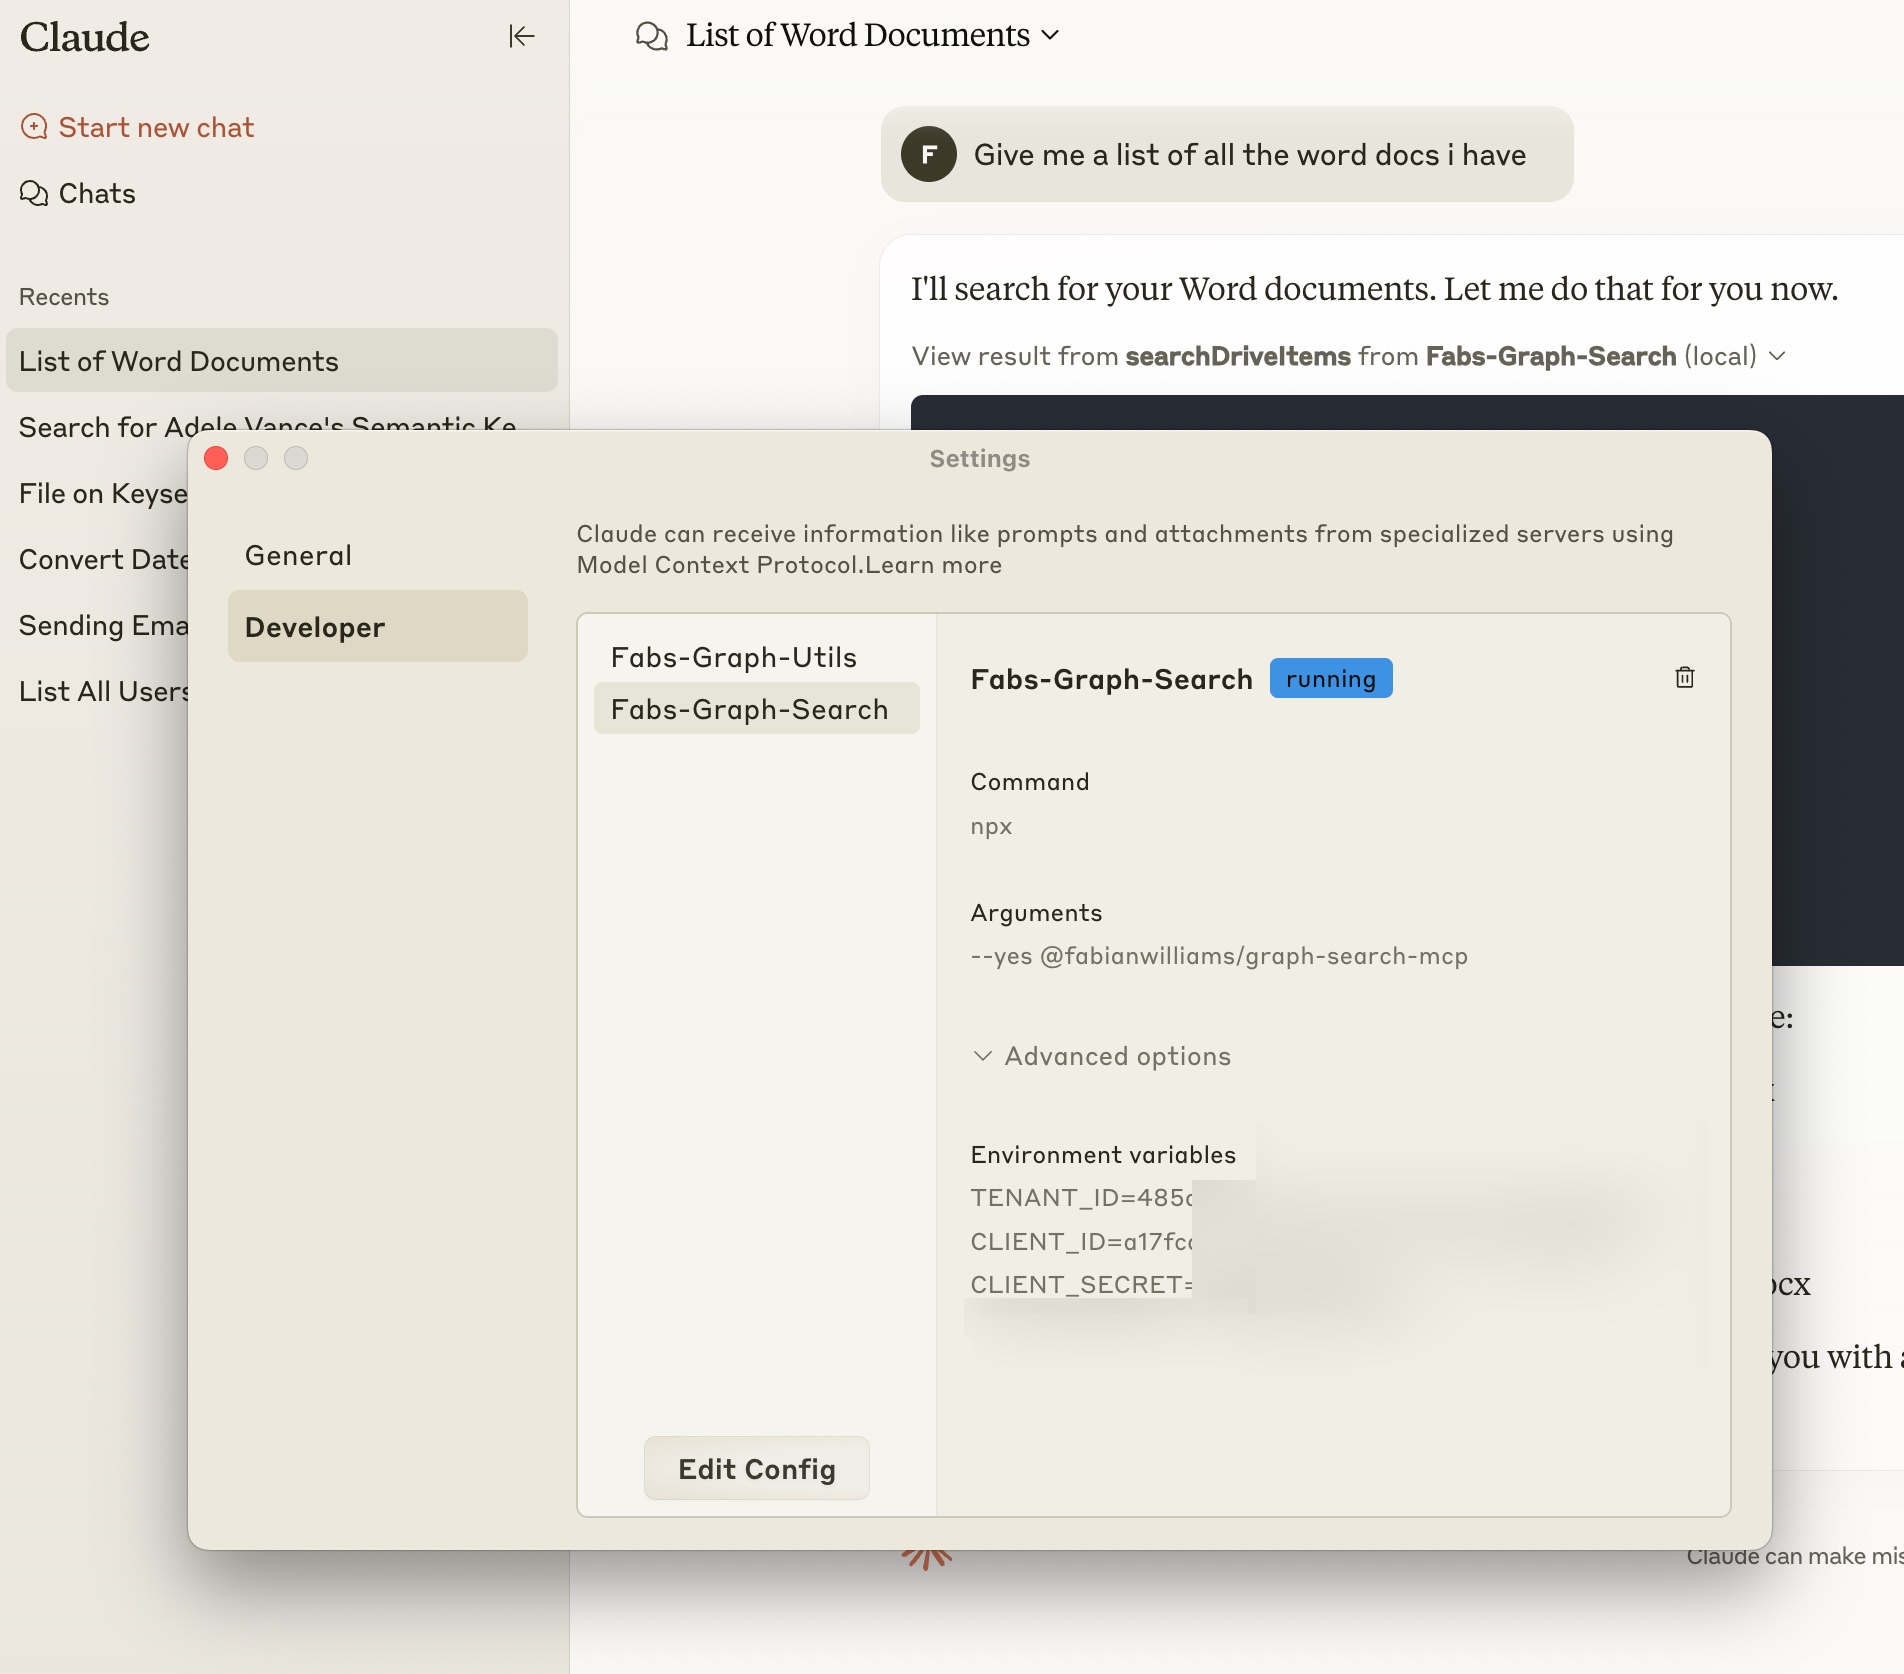 Claude
Start new chat
Chats
Recents
List of Word Documents
Search for Adele Vance's Semantic Ke
File on Keyse
Convert Date
Sending Ema
List All Users
List of Word Documents
F
Give me a list of all the word docs i have
I'll search for your Word documents. Let me do that for you now.
View result from searchDriveItems from Fabs-Graph-Search (local)
Settings
General
Developer
Claude can receive information like prompts and attachments from specialized servers using
Model Context Protocol.Learn more
Fabs-Graph-Utils
Fabs-Graph-Search
Edit Config
Fabs-Graph-Search running
Command
npx
Arguments
--yes @fabianwilliams/graph-search-mcp
Advanced options
Environment variables
TENANT_ID=485
CLIENT_ID=a17fc
CLIENT_SECRET=
e:
ocx
you with a
Claude can make mis